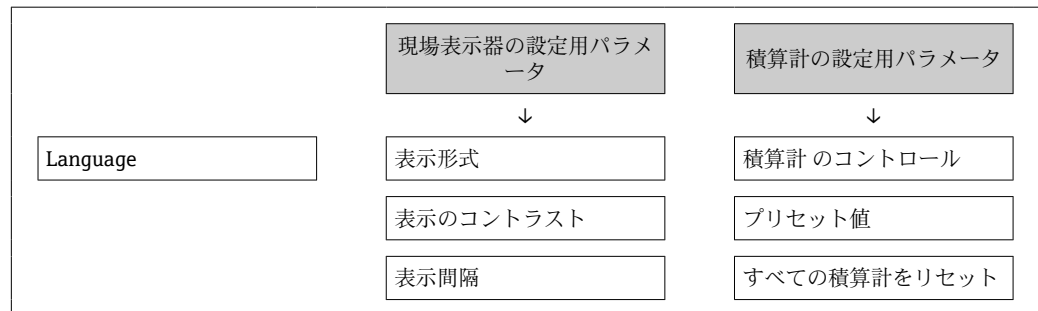 現場表示器の設定用パラメ
ータ
積算計の設定用パラメータ
↓
↓
Language
表示形式
積算計 のコントロール
表示のコントラスト
プリセット値
表示間隔
すべての積算計をリセット